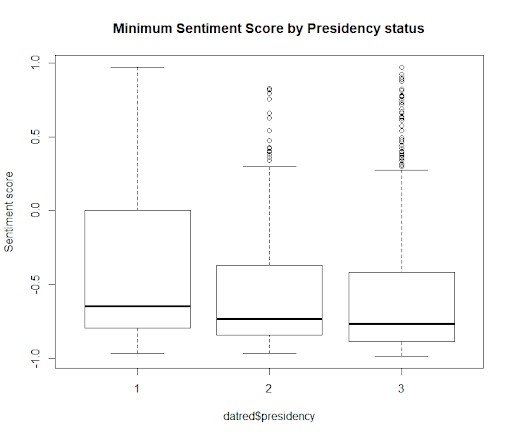 Minimum Sentiment Score by Presidency status
Sentiment score
1.0
0.5
0.0
-0.5
-1.0
1 2 3
datred$presidency